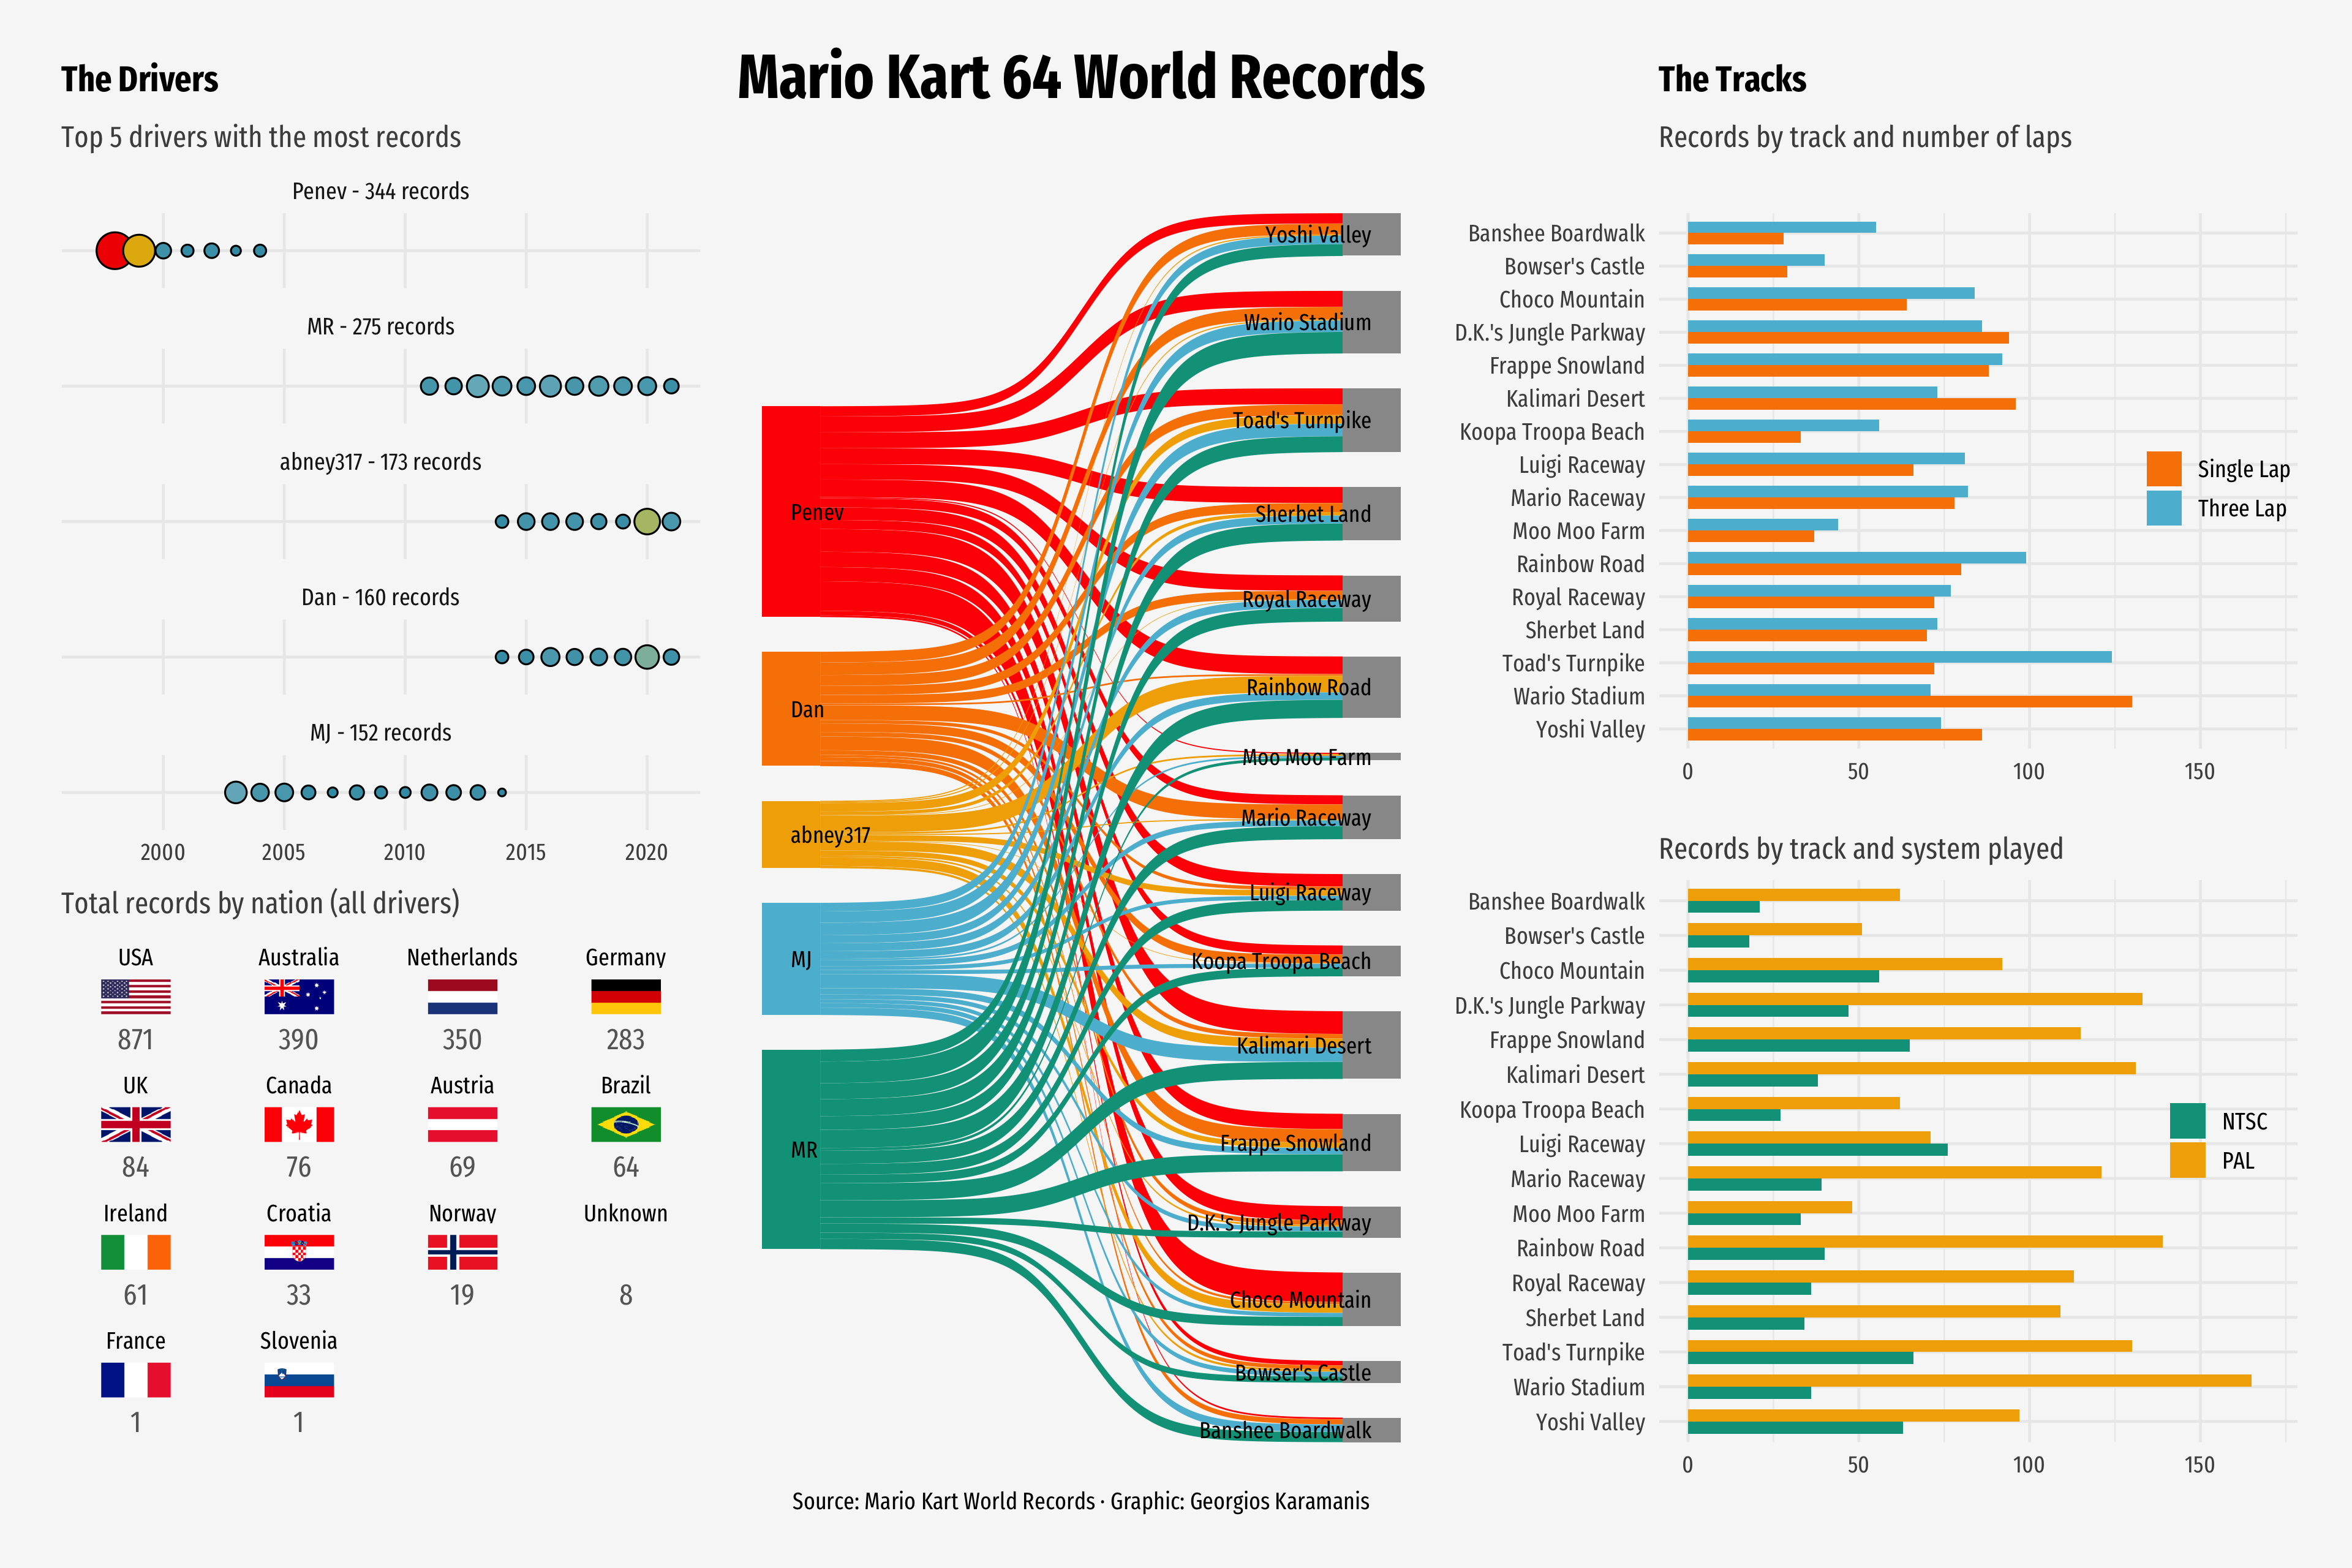 Mario Kart 64 World Records
The Drivers
Top 5 drivers with the most records
Penev - 344 records
MR - 275 records
abney317 - 173 records
Dan - 160 records
MJ - 152 records
2000 2005 2010 2015 2020
Total records by nation (all drivers)
USA Australia Netherlands Germany
871 390 350 283
UK Canada Austria Brazil
84 76 69 64
Ireland Croatia Norway Unknown
61 33 19 8
France Slovenia
1 1
Penev
Dan
abney317
MJ
MR
Yoshi Valley
Wario Stadium
Toad's Turnpike
Sherbet Land
Royal Raceway
Rainbow Road
Moo Moo Farm
Mario Raceway
Luigi Raceway
Koopa Troopa Beach
Kalimari Desert
Frappe Snowland
D.K.'s Jungle Parkway
Choco Mountain
Bowser's Castle
Banshee Boardwalk
The Tracks
Records by track and number of laps
Banshee Boardwalk
Bowser's Castle
Choco Mountain
D.K.'s Jungle Parkway
Frappe Snowland
Kalimari Desert
Koopa Troopa Beach
Luigi Raceway
Mario Raceway
Moo Moo Farm
Rainbow Road
Royal Raceway
Sherbet Land
Toad's Turnpike
Wario Stadium
Yoshi Valley
0 50 100 150
Single Lap
Three Lap
Records by track and system played
Banshee Boardwalk
Bowser's Castle
Choco Mountain
D.K.'s Jungle Parkway
Frappe Snowland
Kalimari Desert
Koopa Troopa Beach
Luigi Raceway
Mario Raceway
Moo Moo Farm
Rainbow Road
Royal Raceway
Sherbet Land
Toad's Turnpike
Wario Stadium
Yoshi Valley
0 50 100 150
NTSC
PAL
Source: Mario Kart World Records · Graphic: Georgios Karamanis